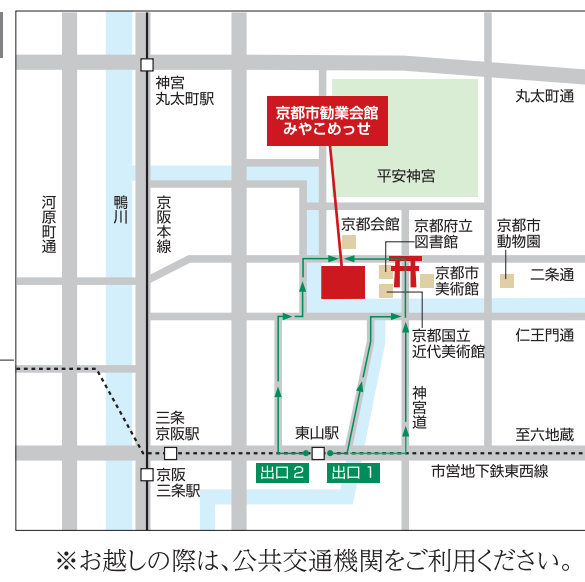 神宮
丸太町駅
丸太町通
京都市勧業会館
みやこめっせ
平安神宮
河原町通
鴨川
京阪本線
京都会館
京都府立
図書館
京都市
動物園
京都市
美術館
二条通
京都国立
近代美術館
仁王門通
神宮道
三条
京阪駅
東山駅
至六地蔵
出口2
出口1
市営地下鉄東西線
京阪
三条駅
※お越しの際は、公共交通機関をご利用ください。